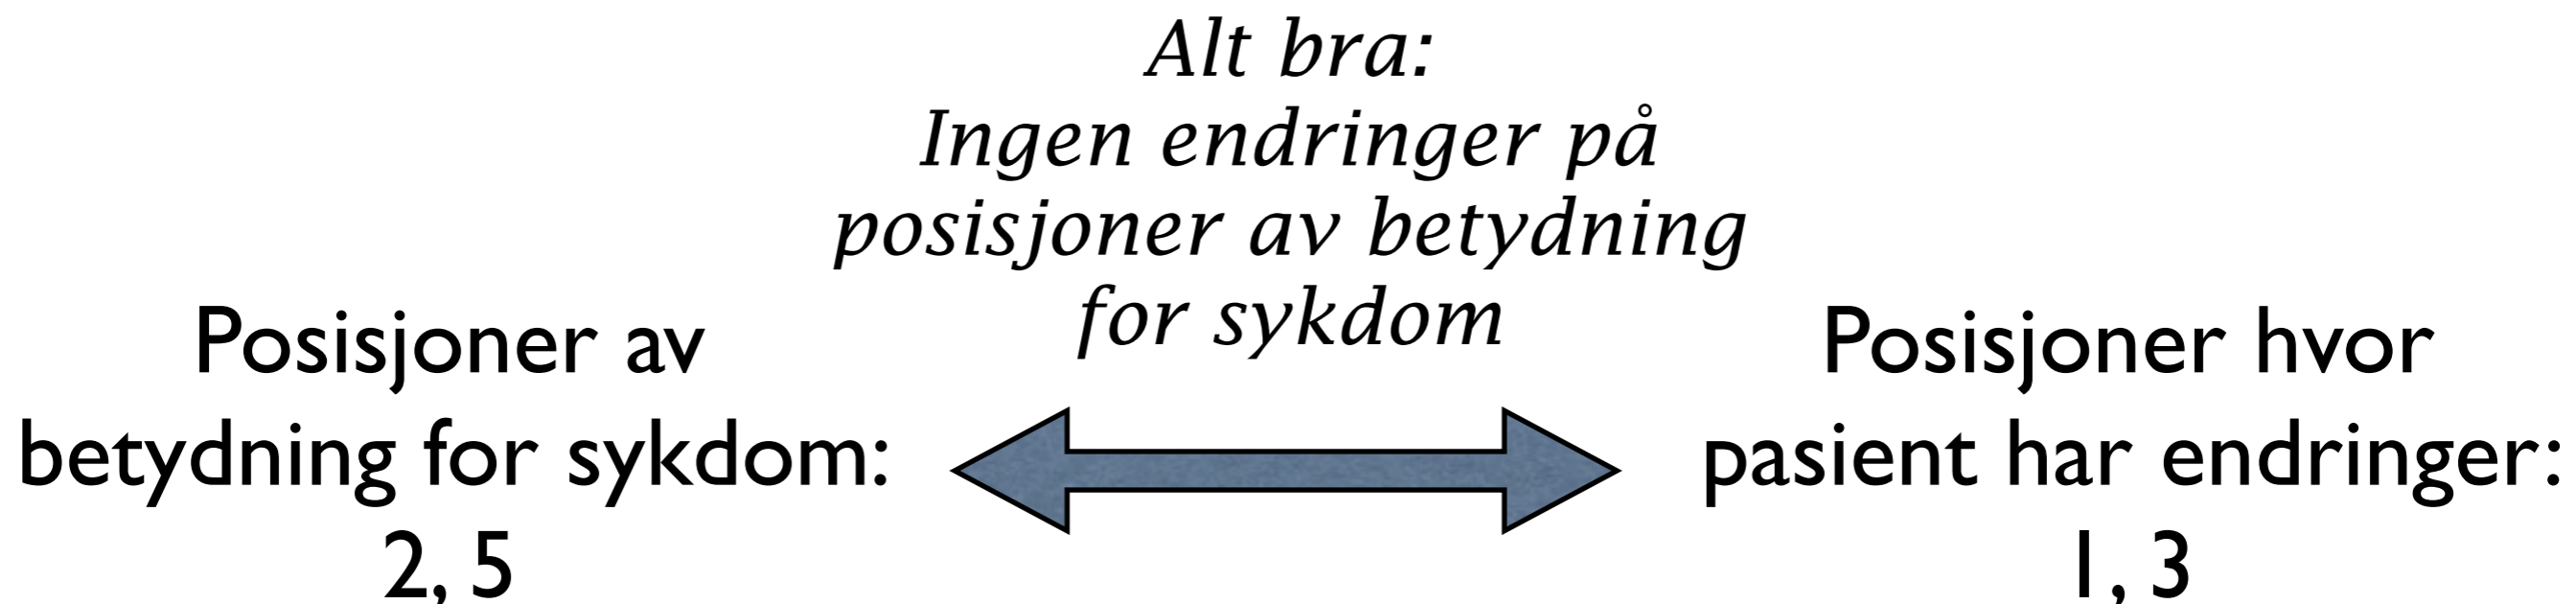 Alt bra:
Ingen endringer på
posisjoner av betydning
for sykdom
Posisjoner av
betydning for sykdom:
2, 5
Posisjoner hvor
pasient har endringer:
1, 3